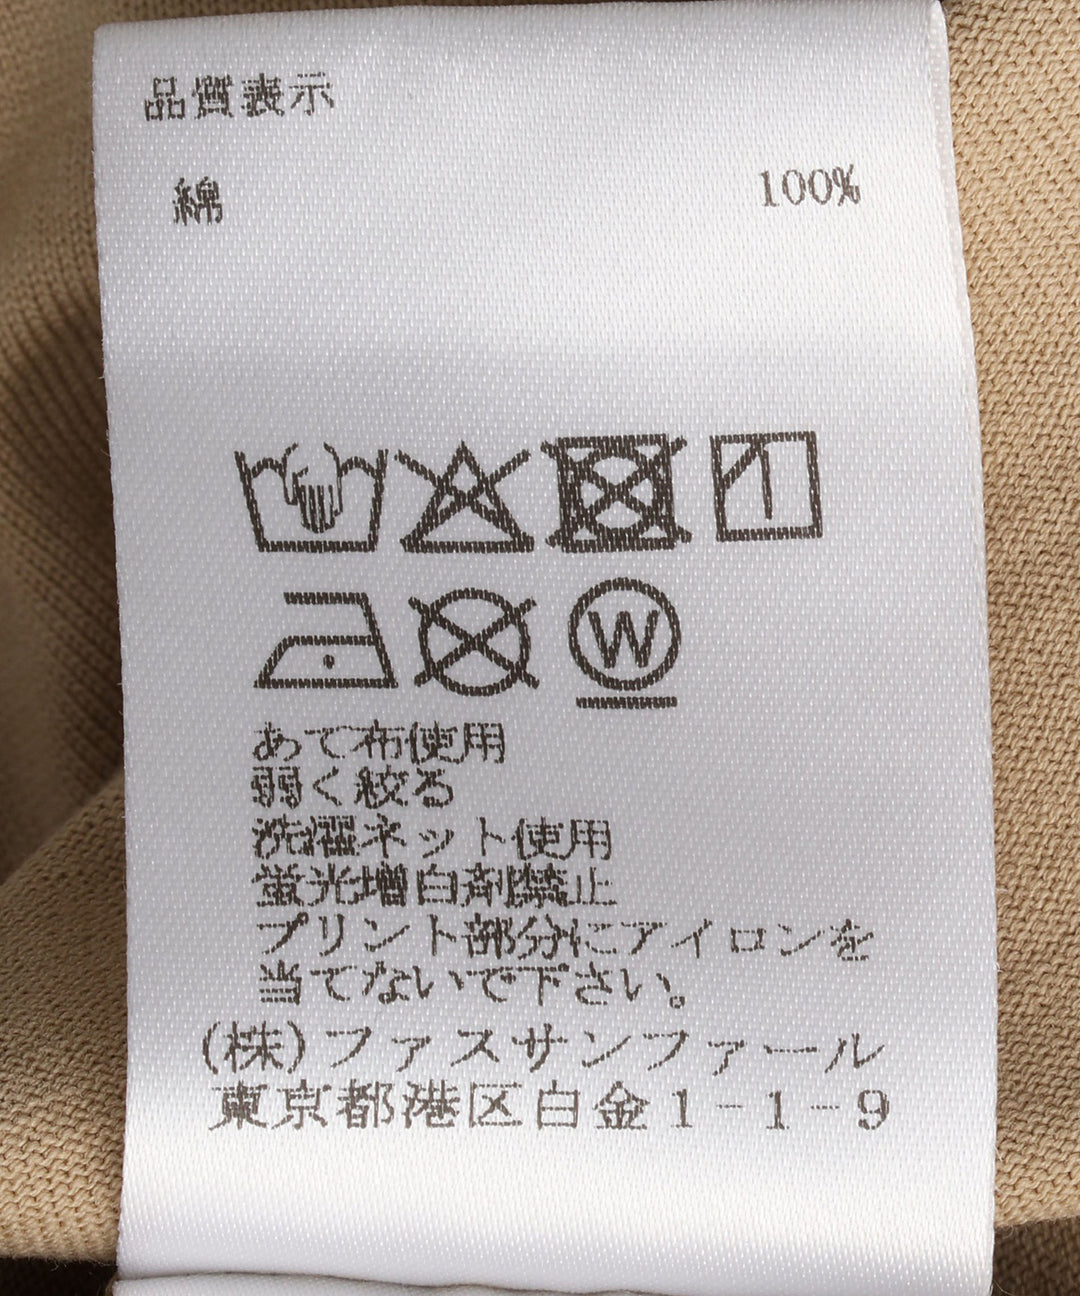 品質表示
綿 100%
W
あて布使用
弱く絞る
洗濯ネット使用
蛍光増白剤禁止
プリント部分にアイロンを
当てないで下さい。
(株)ファスサンファール
東京都港区白金1-1-9